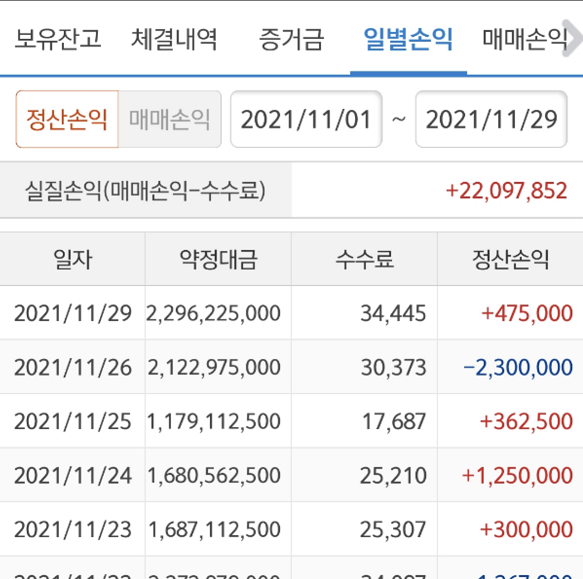 보유잔고 체결내역 증거금 일별손익 매매손익
정산손익 매매손익 2021/11/01 ~ 2021/11/29
실질손익(매매손익-수수료) +22,097,852
일자 약정대금 수수료 정산손익
2021/11/29 2,296,225,000 34,445 +475,000
2021/11/26 2,122,975,000 30,373 -2,300,000
2021/11/25 1,179,112,500 17,687 +362,500
2021/11/24 1,680,562,500 25,210 +1,250,000
2021/11/23 1,687,112,500 25,307 +300,000